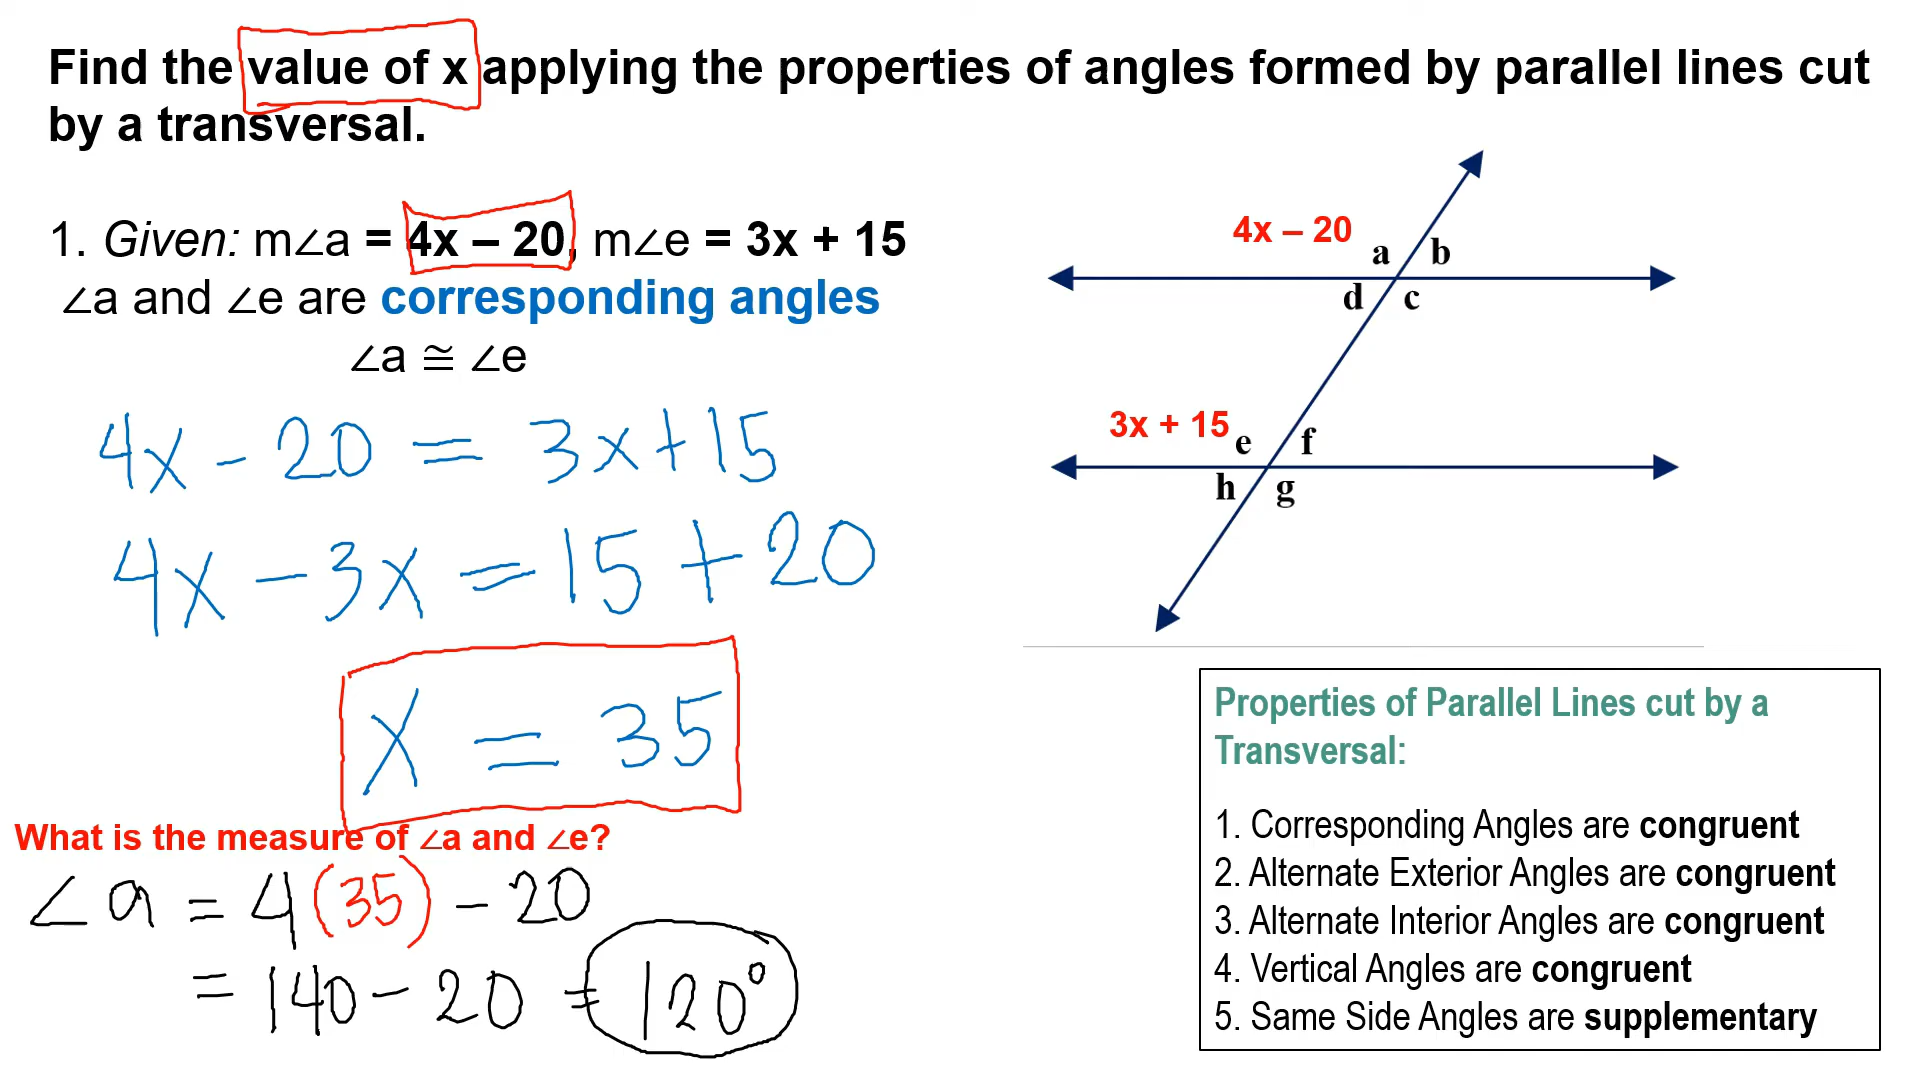 Find the value of x applying the properties of angles formed by parallel lines cut
by a transversal.
1. Given: m∠a = 4x – 20, m∠e = 3x + 15
∠a and ∠e are corresponding angles
∠a ≅ ∠e
4x - 20 = 3x + 15
4x - 3x = 15 + 20
x = 35
What is the measure of ∠a and ∠e?
∠a = 4(35) - 20
= 140 - 20 = 120°
4x – 20
a b
d c
3x + 15
e f
h g
Properties of Parallel Lines cut by a
Transversal:
1. Corresponding Angles are congruent
2. Alternate Exterior Angles are congruent
3. Alternate Interior Angles are congruent
4. Vertical Angles are congruent
5. Same Side Angles are supplementary